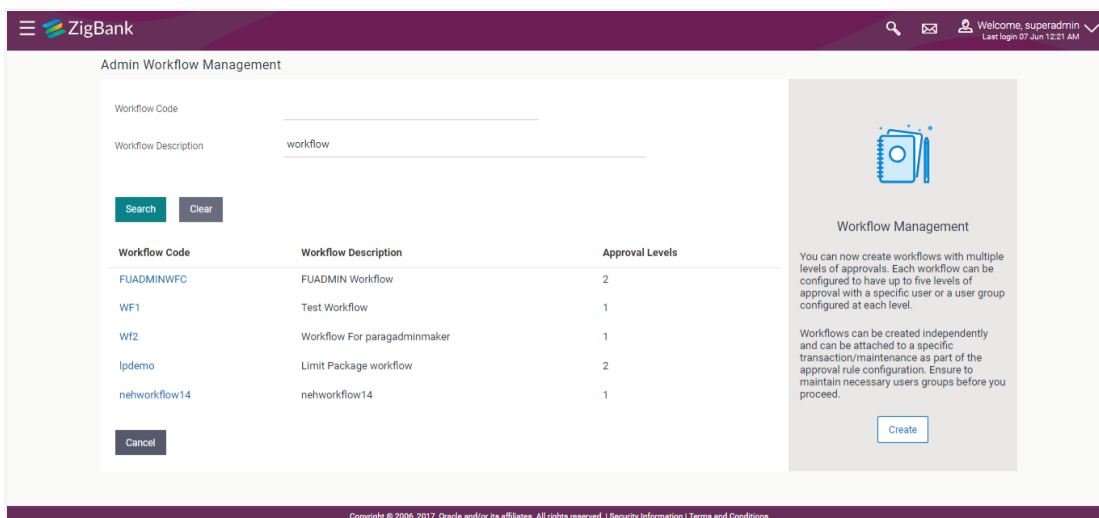 ZigBank
Welcome, superadmin
Last login 07 Jun 12:21 AM
Admin Workflow Management
Workflow Code
Workflow Description workflow
Search Clear
Workflow Code Workflow Description Approval Levels
FUADMINWFC FUADMIN Workflow 2
WF1 Test Workflow 1
Wf2 Workflow For paragadminmaker 1
lpdemo Limit Package workflow 2
nehworkflow14 nehworkflow14 1
Cancel
Workflow Management
You can now create workflows with multiple
levels of approvals. Each workflow can be
configured to have up to five levels of
approval with a specific user or a user group
configured at each level.
Workflows can be created independently
and can be attached to a specific
transaction/maintenance as part of the
approval rule configuration. Ensure to
maintain necessary users groups before you
proceed.
Create
Copyright © 2006, 2017, Oracle and/or its affiliates. All rights reserved. | Security Information | Terms and Conditions